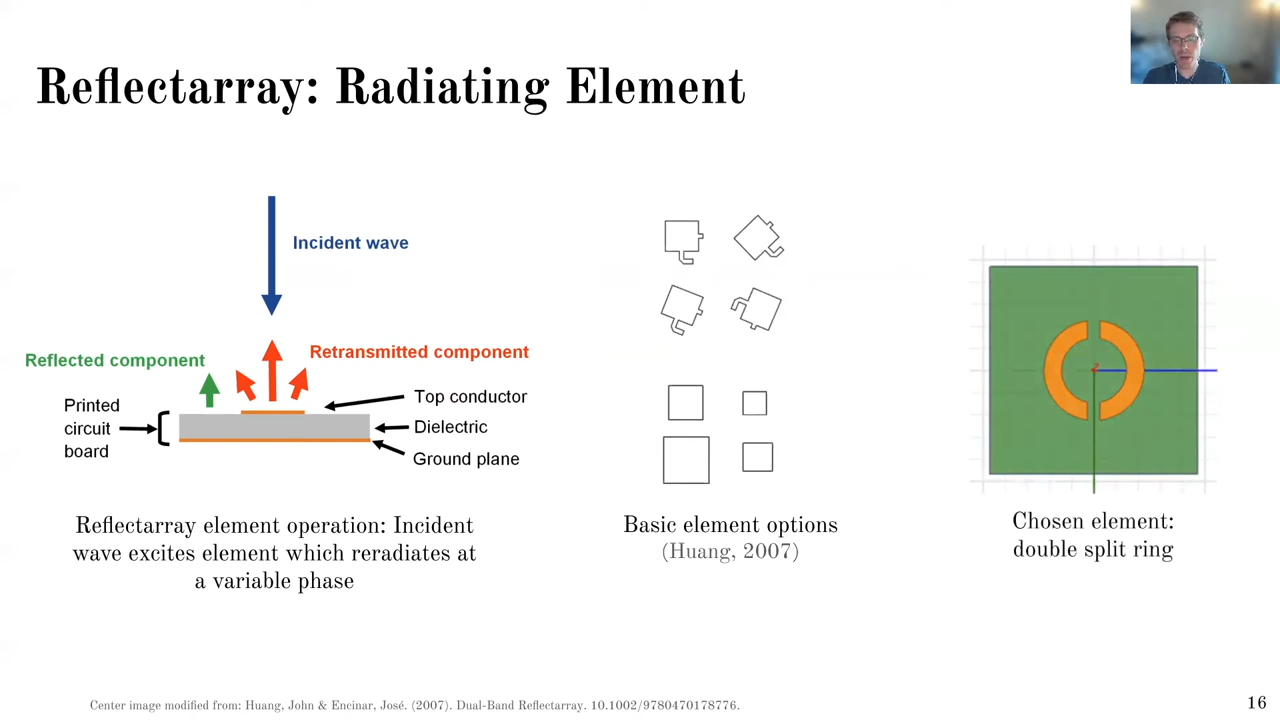 Reflectarray: Radiating Element
Incident wave
Reflected component
Retransmitted component
Printed
circuit
board
Top conductor
Dielectric
Ground plane
Reflectarray element operation: Incident
wave excites element which reradiates at
a variable phase
Basic element options
(Huang, 2007)
Chosen element:
double split ring
Center image modified from: Huang, John & Encinar, José. (2007). Dual-Band Reflectarray. 10.1002/9780470178776.
16